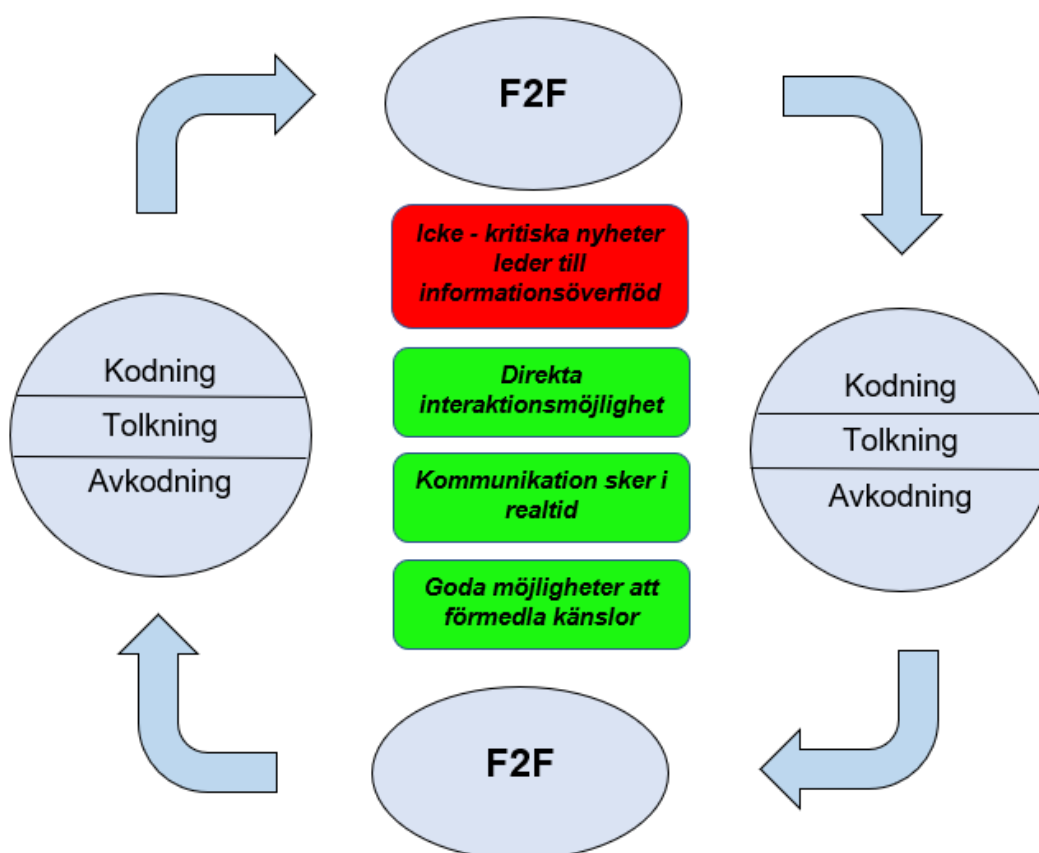 F2F
Icke - kritiska nyheter
leder till
informationsöverflöd
Kodning
Tolkning
Avkodning
Direkta
interaktionsmöjlighet
Kommunikation sker i
realtid
Goda möjligheter att
förmedla känslor
Kodning
Tolkning
Avkodning
F2F